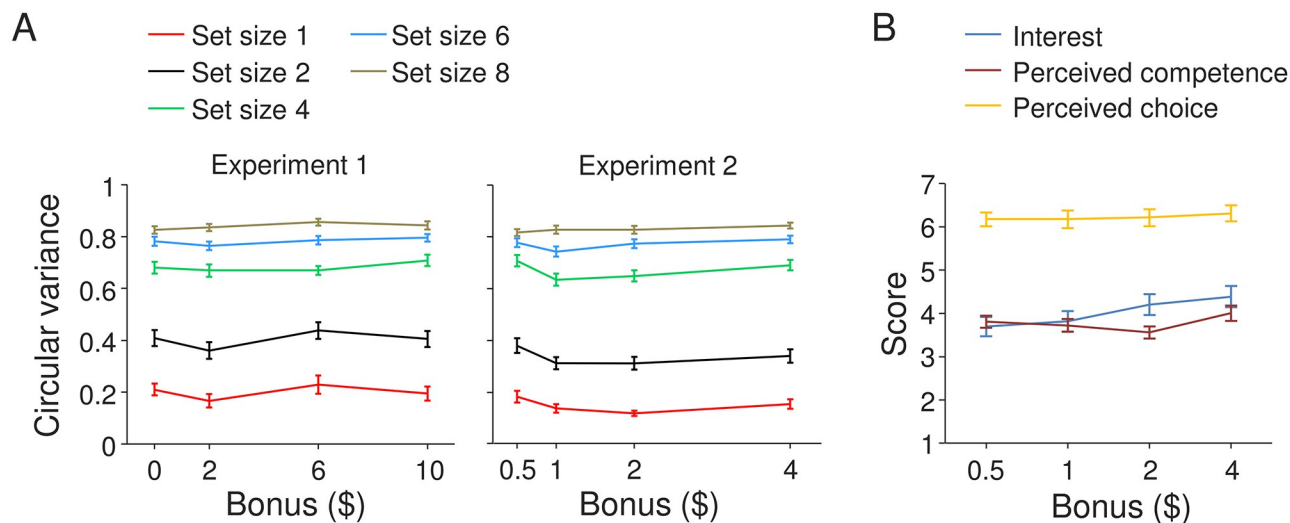 A
Set size 1
Set size 6
Set size 2
Set size 8
Set size 4
Experiment 1
Experiment 2
Circular variance
1
0.8
0.6
0.4
0.2
0
0 2 6 10
0.5 1 2 4
Bonus ($)
Bonus ($)
B
Interest
Perceived competence
Perceived choice
Score
7
6
5
4
3
2
1
0.5 1 2 4
Bonus ($)